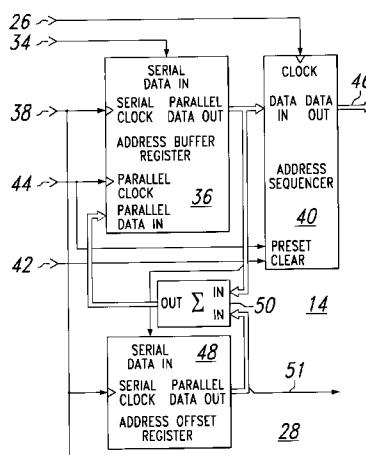 26
34
38
44
42
SERIAL
DATA IN
SERIAL PARALLEL
CLOCK DATA OUT
ADDRESS BUFFER
REGISTER
PARALLEL
CLOCK
36
PARALLEL
DATA IN
CLOCK
DATA DATA
IN OUT
ADDRESS
SEQUENCER
40
PRESET
CLEAR
46
OUT Σ IN
IN
50
14
SERIAL
DATA IN
48
SERIAL PARALLEL
CLOCK DATA OUT
ADDRESS OFFSET
REGISTER
51
28